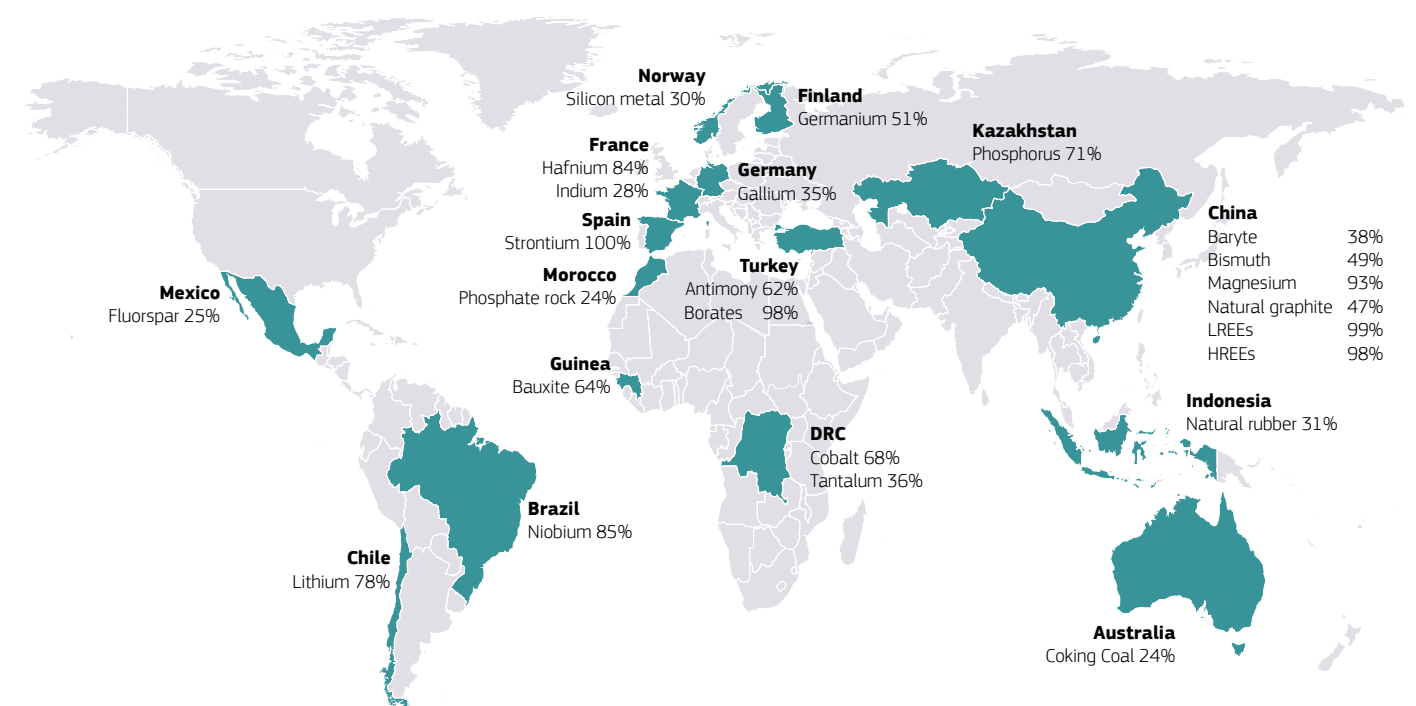 Norway
Silicon metal 30%
Finland
Germanium 51%
Kazakhstan
Phosphorus 71%
France
Hafnium 84%
Indium 28%
Germany
Gallium 35%
Spain
Strontium 100%
China
Baryte 38%
Bismuth 49%
Magnesium 93%
Natural graphite 47%
LREEs 99%
HREEs 98%
Morocco
Phosphate rock 24%
Turkey
Antimony 62%
Borates 98%
Mexico
Fluorspar 25%
Guinea
Bauxite 64%
Indonesia
Natural rubber 31%
DRC
Cobalt 68%
Tantalum 36%
Brazil
Niobium 85%
Chile
Lithium 78%
Australia
Coking Coal 24%